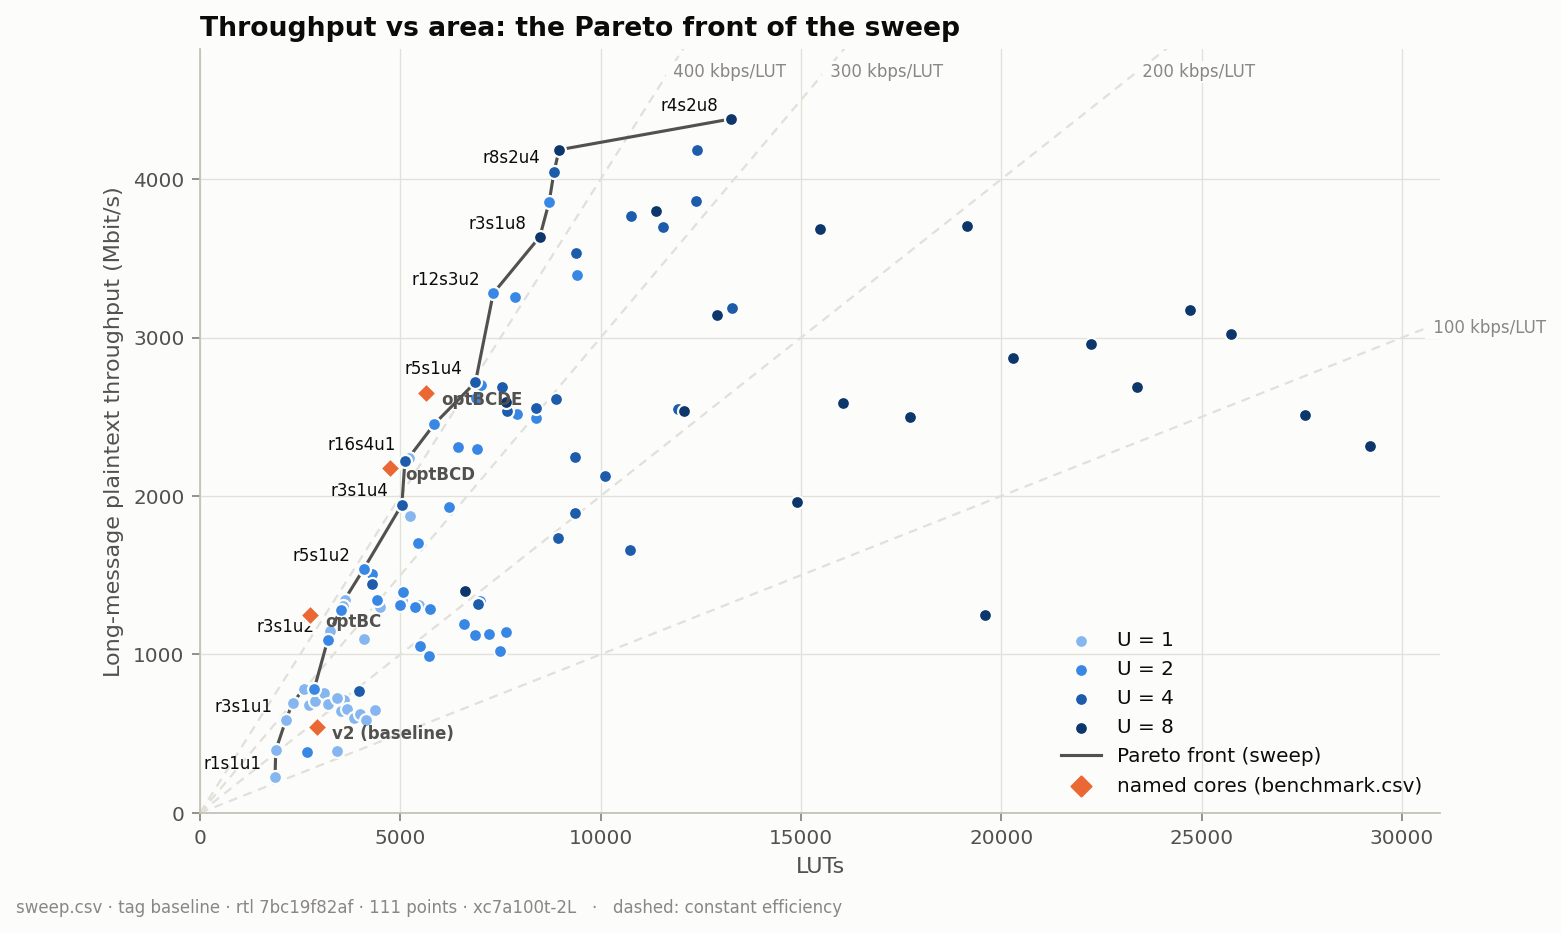 Throughput vs area: the Pareto front of the sweep
400 kbps/LUT
300 kbps/LUT
200 kbps/LUT
r4s2u8
r8s2u4
4000
r3s1u8
r12s3u2
100 kbps/LUT
3000
r5s1u4
optBCDE
r16s4u1
optBCD
r3s1u4
2000
r5s1u2
optBC
r3s1u2
1000
r3s1u1
v2 (baseline)
r1s1u1
0
Long-message plaintext throughput (Mbit/s)
U = 1
U = 2
U = 4
U = 8
Pareto front (sweep)
named cores (benchmark.csv)
0 5000 10000 15000 20000 25000 30000
LUTs
sweep.csv · tag baseline · rtl 7bc19f82af · 111 points · xc7a100t-2L · dashed: constant efficiency